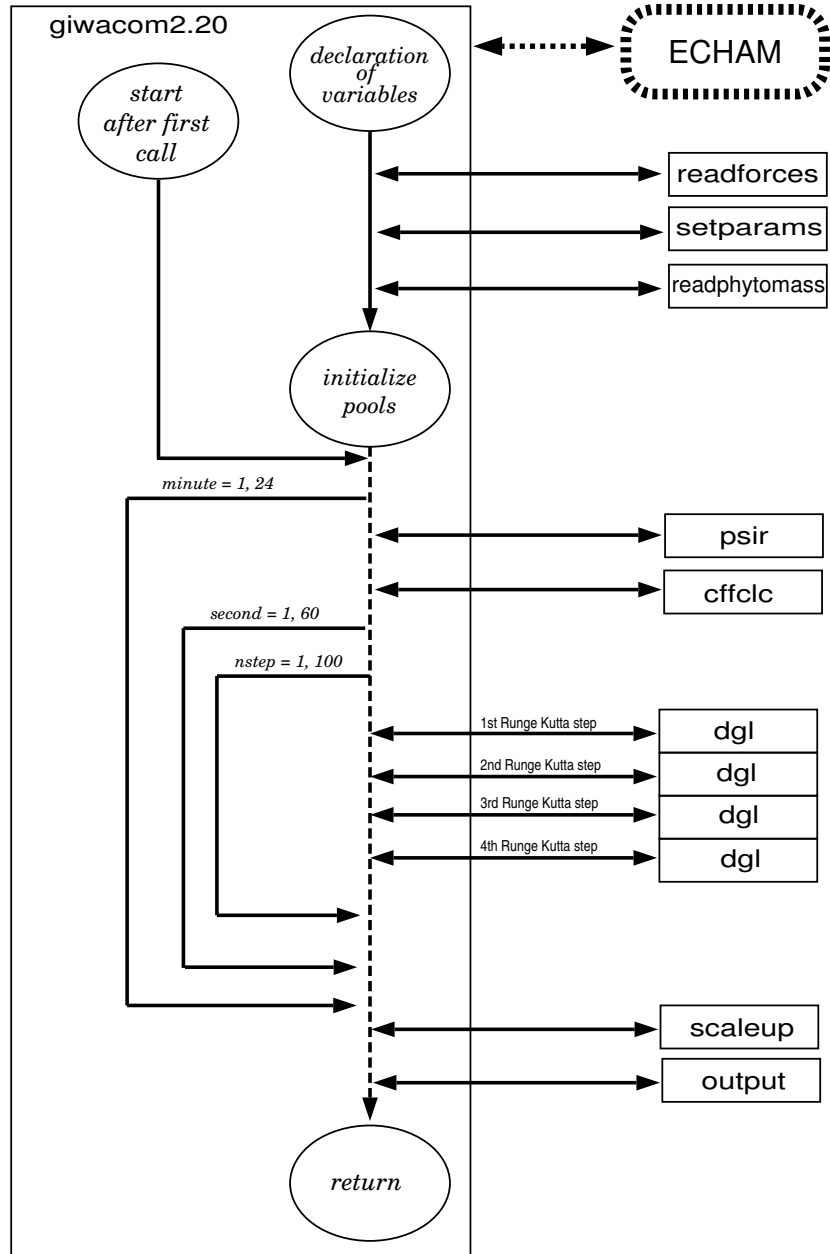 giwacom2.20
declaration
of
variables
ECHAM
start
after first
call
readforces
setparams
readphytomass
initialize
pools
minute = 1, 24
psir
cffclc
second = 1, 60
nstep = 1, 100
1st Runge Kutta step
dgl
2nd Runge Kutta step
dgl
3rd Runge Kutta step
dgl
4th Runge Kutta step
dgl
scaleup
output
return